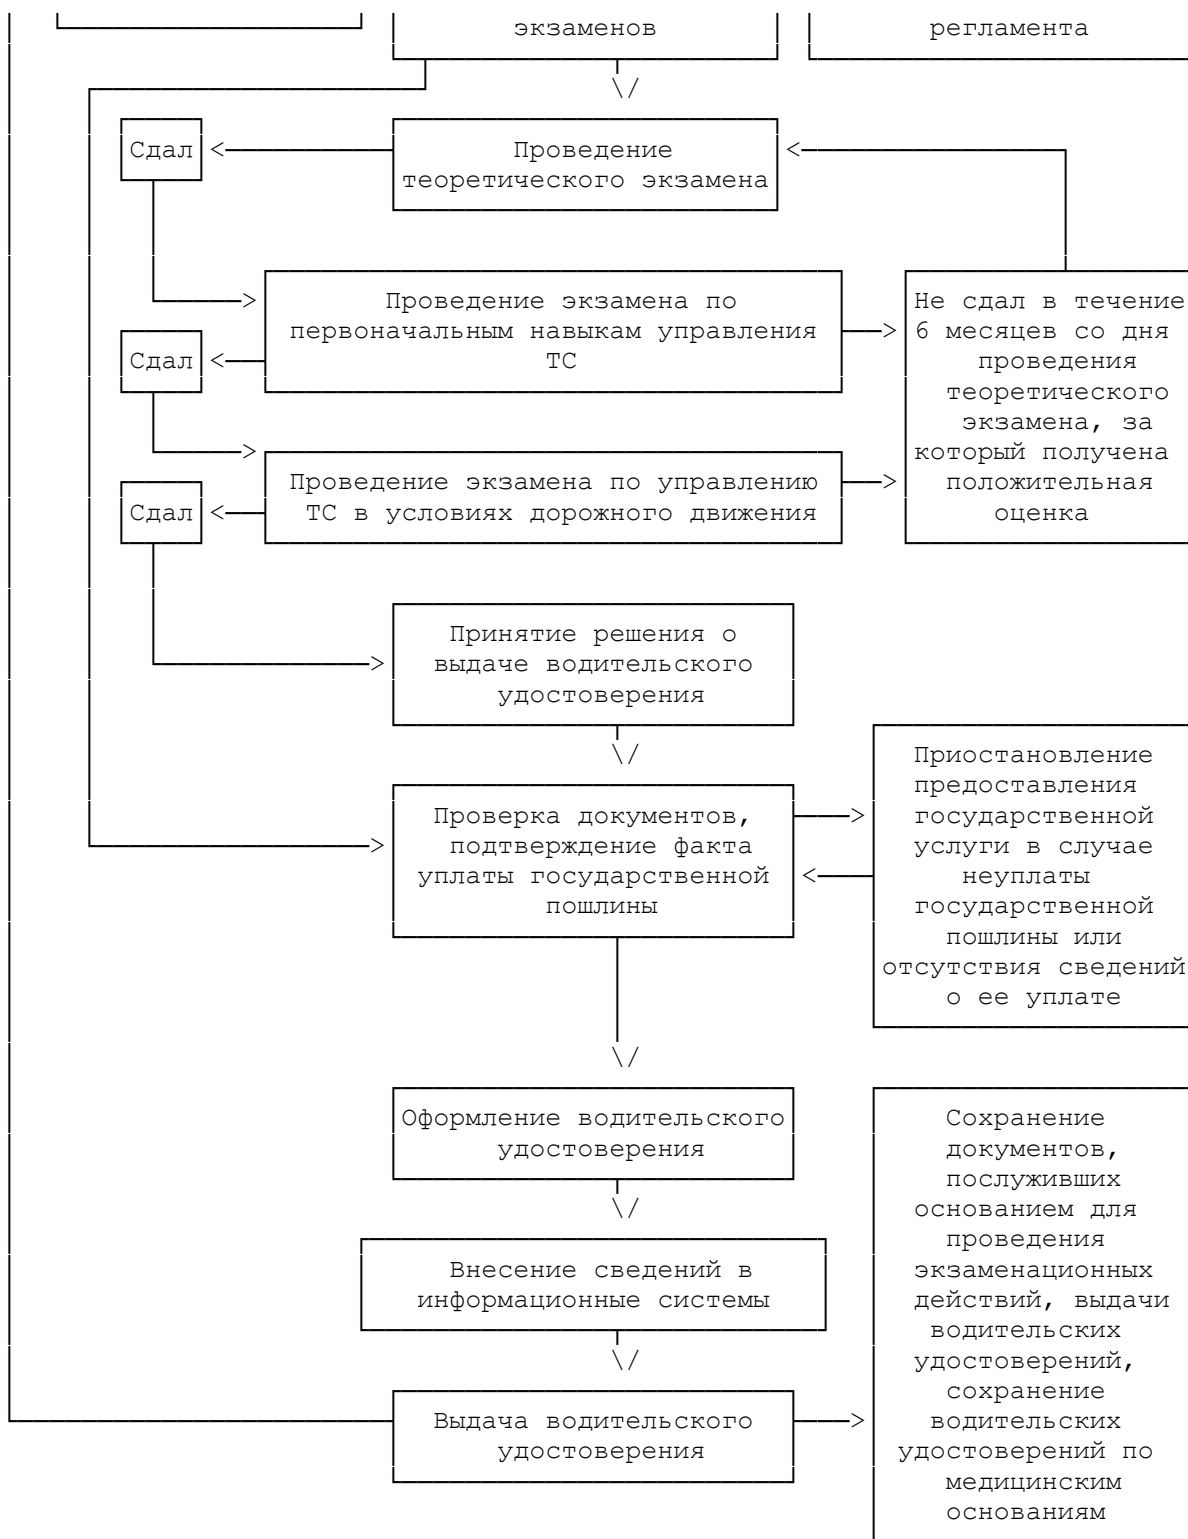 экзаменов
регламента
\/
Сдал
<
Проведение
теоретического экзамена
<
>
Проведение экзамена по
первоначальным навыкам управления
ТС
>
Не сдал в течение
6 месяцев со дня
проведения
теоретического
экзамена, за
который получена
положительная
оценка
Сдал
<
>
Проведение экзамена по управлению
ТС в условиях дорожного движения
>
Сдал
<
>
Принятие решения о
выдаче водительского
удостоверения
\/
>
Проверка документов,
подтверждение факта
уплаты государственной
пошлины
>
<
Приостановление
предоставления
государственной
услуги в случае
неуплаты
государственной
пошлины или
отсутствия сведений
о ее уплате
\/
Оформление водительского
удостоверения
\/
Внесение сведений в
информационные системы
\/
Выдача водительского
удостоверения
>
Сохранение
документов,
послуживших
основанием для
проведения
экзаменационных
действий, выдачи
водительских
удостоверений,
сохранение
водительских
удостоверений по
медицинским
основаниям